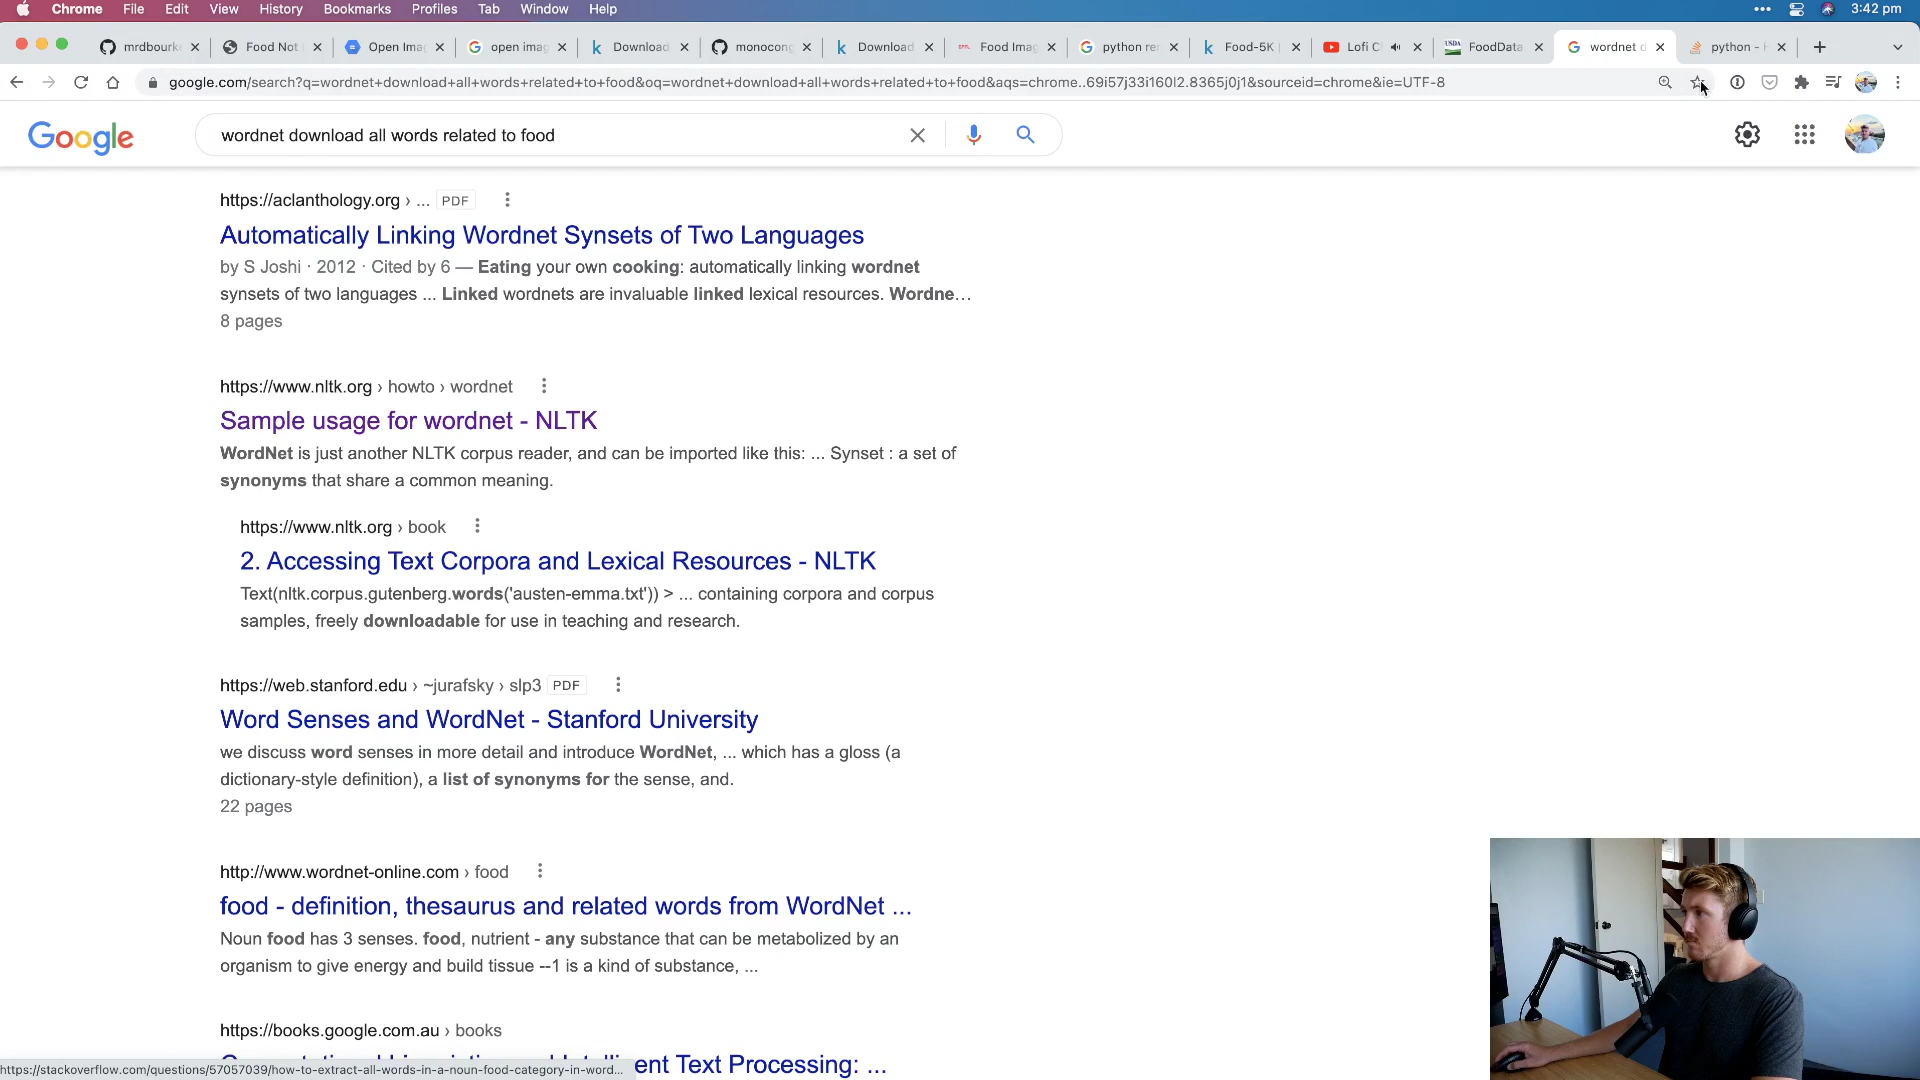 Chrome File Edit View History Bookmarks Profiles Tab Window Help 3:42 pm
mrdbourke Food Not Open Imag open imag Download monocong Download Food Imag python re Food-5K Lofi C FoodData wordnet d python -
google.com/search?q=wordnet+download+all+words+related+to+food&oq=wordnet+download+all+words+related+to+food&aqs=chrome..69i57j33i160l2.8365j0j1&sourceid=chrome&ie=UTF-8
Google
wordnet download all words related to food
https://aclanthology.org › ... PDF
Automatically Linking Wordnet Synsets of Two Languages
by S Joshi · 2012 · Cited by 6 — Eating your own cooking: automatically linking wordnet
synsets of two languages ... Linked wordnets are invaluable linked lexical resources. Wordne...
8 pages
https://www.nltk.org › howto › wordnet
Sample usage for wordnet - NLTK
WordNet is just another NLTK corpus reader, and can be imported like this: ... Synset : a set of
synonyms that share a common meaning.
https://www.nltk.org › book
2. Accessing Text Corpora and Lexical Resources - NLTK
Text(nltk.corpus.gutenberg.words('austen-emma.txt')) > ... containing corpora and corpus
samples, freely downloadable for use in teaching and research.
https://web.stanford.edu › ~jurafsky › slp3 PDF
Word Senses and WordNet - Stanford University
we discuss word senses in more detail and introduce WordNet, ... which has a gloss (a
dictionary-style definition), a list of synonyms for the sense, and.
22 pages
http://www.wordnet-online.com › food
food - definition, thesaurus and related words from WordNet ...
Noun food has 3 senses. food, nutrient - any substance that can be metabolized by an
organism to give energy and build tissue --1 is a kind of substance, ...
https://books.google.com.au › books
ent Text Processing: ...
https://stackoverflow.com/questions/57057039/how-to-extract-all-words-in-a-noun-food-category-in-word...